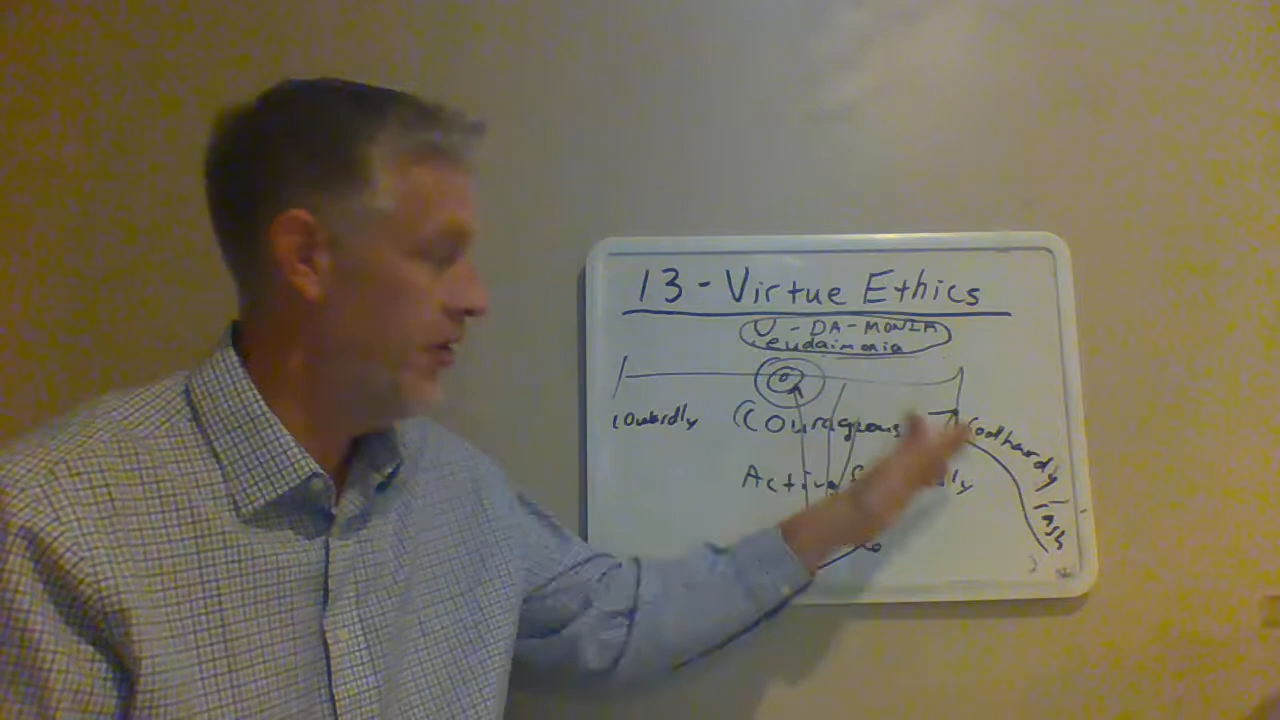 13 - Virtue Ethics
U - DA - MONIA
eudaimonia
Cowardly
Courageous
foolhardy / rash